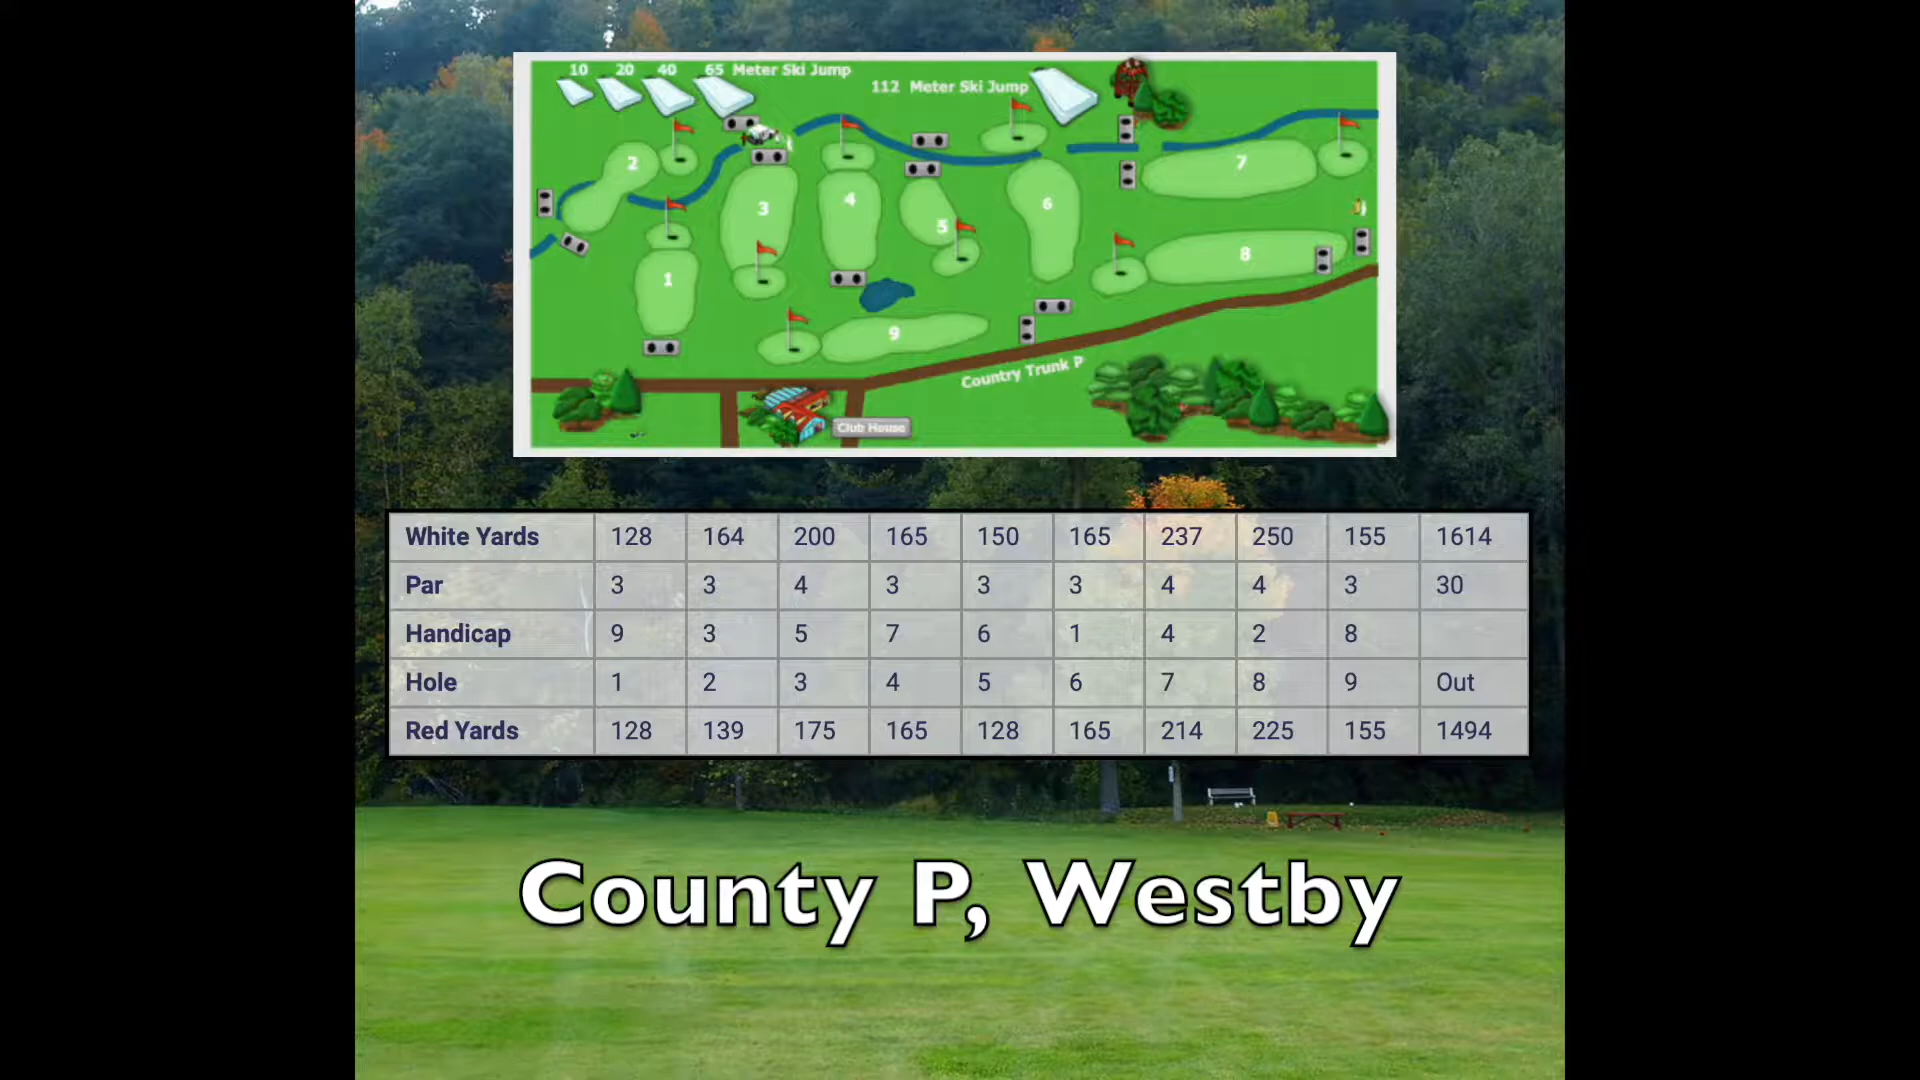 10 20 40 65 Meter Ski Jump
112 Meter Ski Jump
2
7
3
4
6
5
8
1
9
Country Trunk P
Club House
White Yards 128 164 200 165 150 165 237 250 155 1614
Par 3 3 4 3 3 3 4 4 3 30
Handicap 9 3 5 7 6 1 4 2 8
Hole 1 2 3 4 5 6 7 8 9 Out
Red Yards 128 139 175 165 128 165 214 225 155 1494
County P, Westby